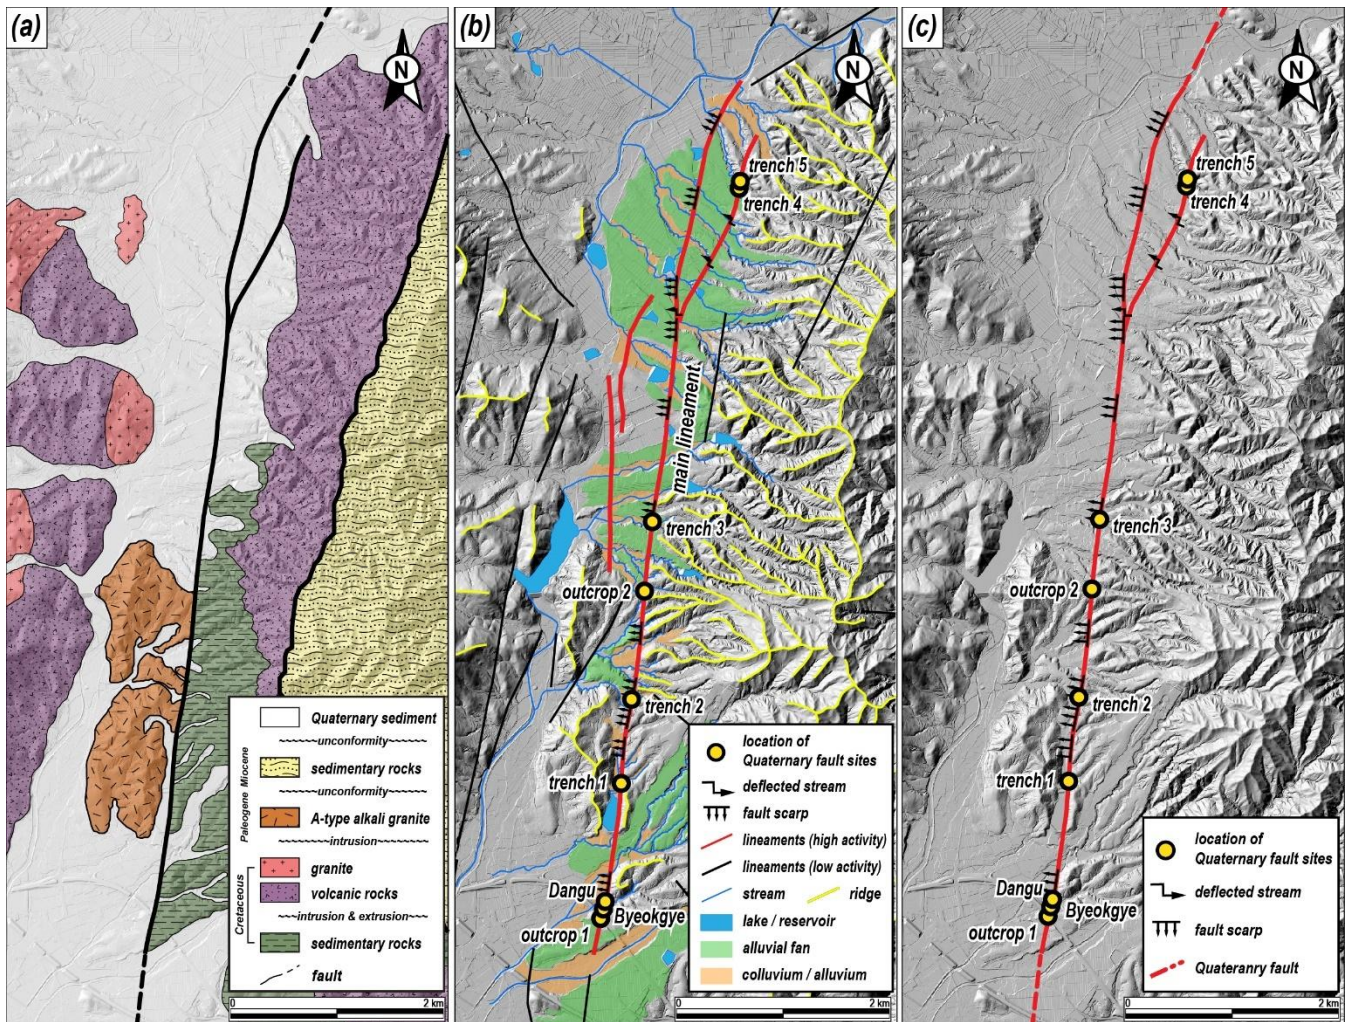 (a)
N
Quaternary sediment
~~~~~~unconformity~~~~~~
Miocene
sedimentary rocks
~~~~~~unconformity~~~~~~
Paleogene
A-type alkali granite
~~~~~~~intrusion~~~~~~~
Cretaceous
granite
volcanic rocks
~~~intrusion & extrusion~~~
sedimentary rocks
fault
0
2 km
(b)
N
trench 5
trench 4
main lineament
trench 3
outcrop 2
trench 2
trench 1
Dangu
Byeokgye
outcrop 1
location of
Quaternary fault sites
deflected stream
fault scarp
lineaments (high activity)
lineaments (low activity)
stream
ridge
lake / reservoir
alluvial fan
colluvium / alluvium
0
2 km
(c)
N
trench 5
trench 4
trench 3
outcrop 2
trench 2
trench 1
Dangu
Byeokgye
outcrop 1
location of
Quaternary fault sites
deflected stream
fault scarp
Quateranry fault
0
2 km